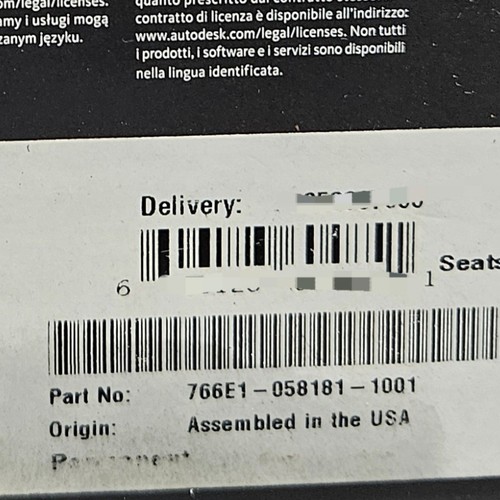 om/legal/licenses.
amy i usługi mogą
zanym języku.
contratto di licenza è disponibile all'indirizzo:
www.autodesk.com/legal/licenses. Non tutti
i prodotti, i software e i servizi sono disponibili
nella lingua identificata.
Delivery:
6
1
Seats
Part No: 766E1-058181-1001
Origin: Assembled in the USA